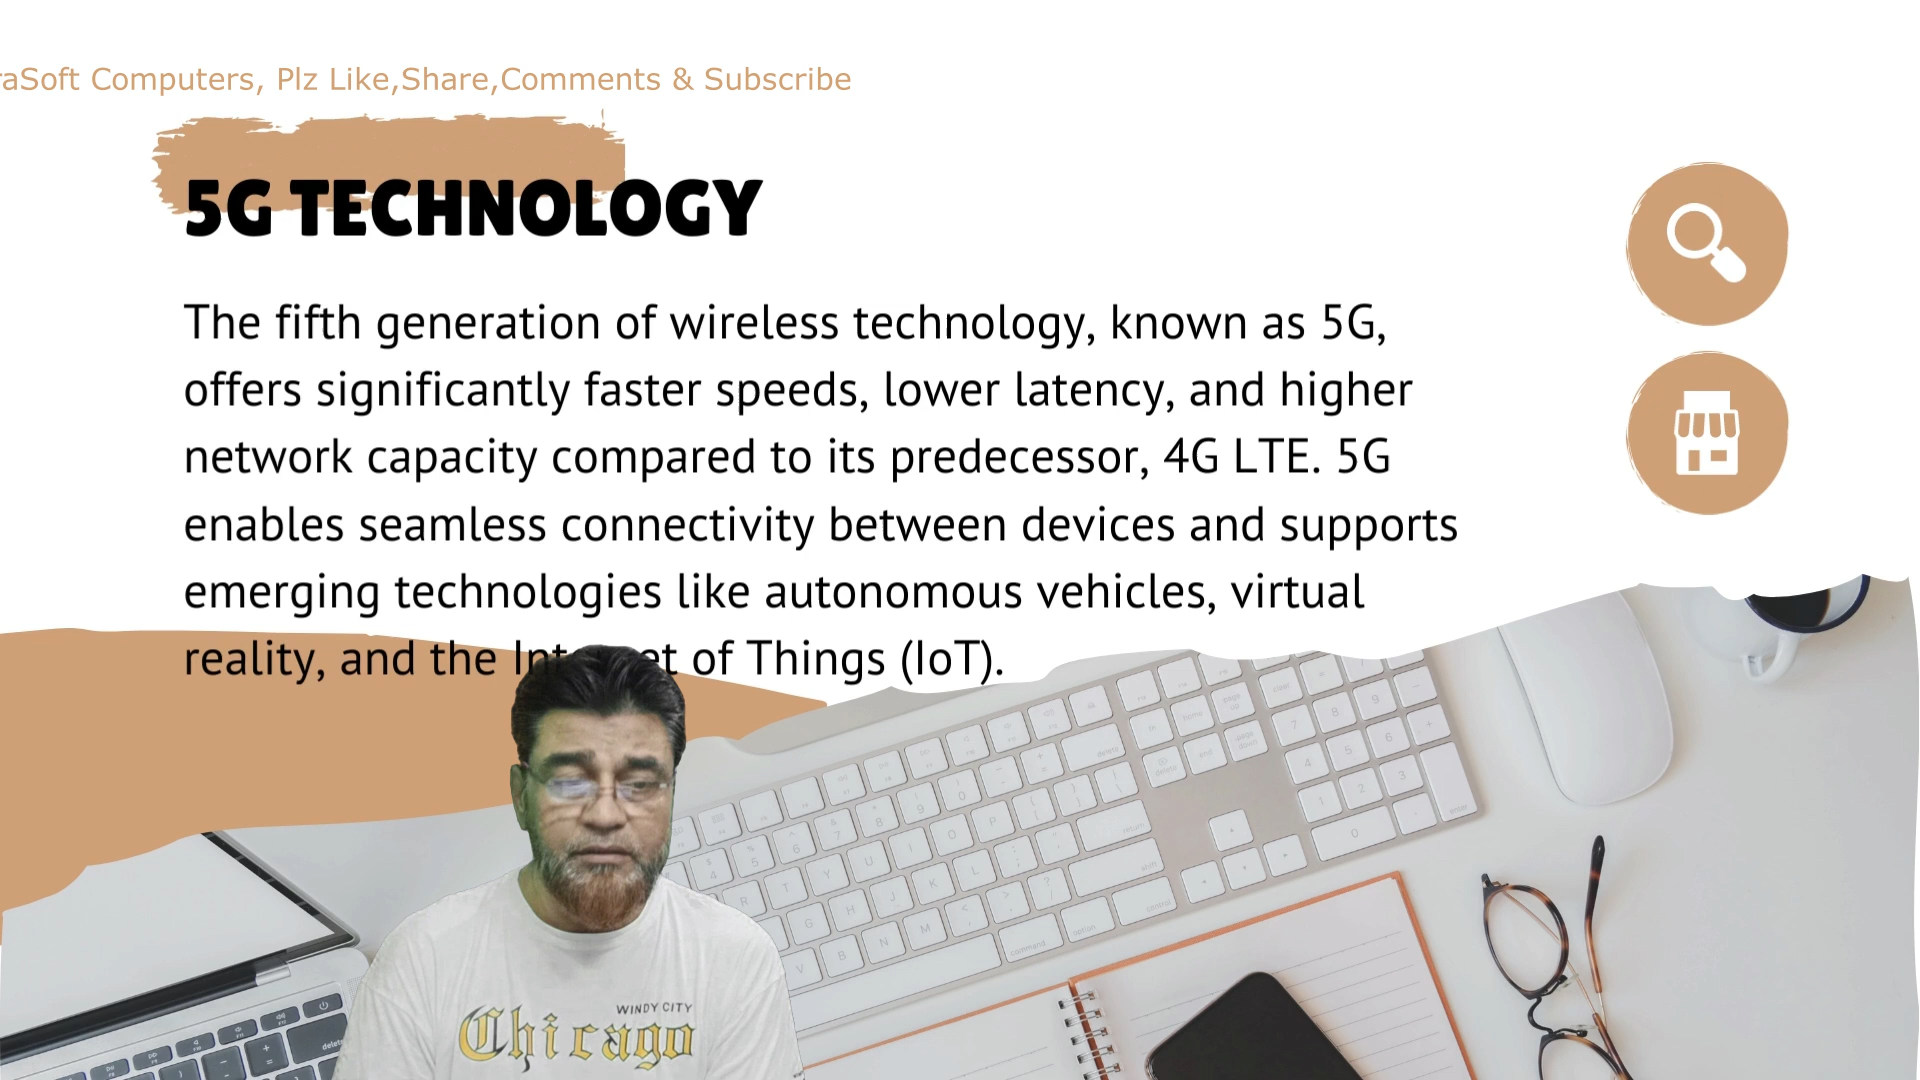 raSoft Computers, Plz Like,Share,Comments & Subscribe
5G TECHNOLOGY
The fifth generation of wireless technology, known as 5G,
offers significantly faster speeds, lower latency, and higher
network capacity compared to its predecessor, 4G LTE. 5G
enables seamless connectivity between devices and supports
emerging technologies like autonomous vehicles, virtual
reality, and the of Things (IoT).
WINDY CITY
Chicago